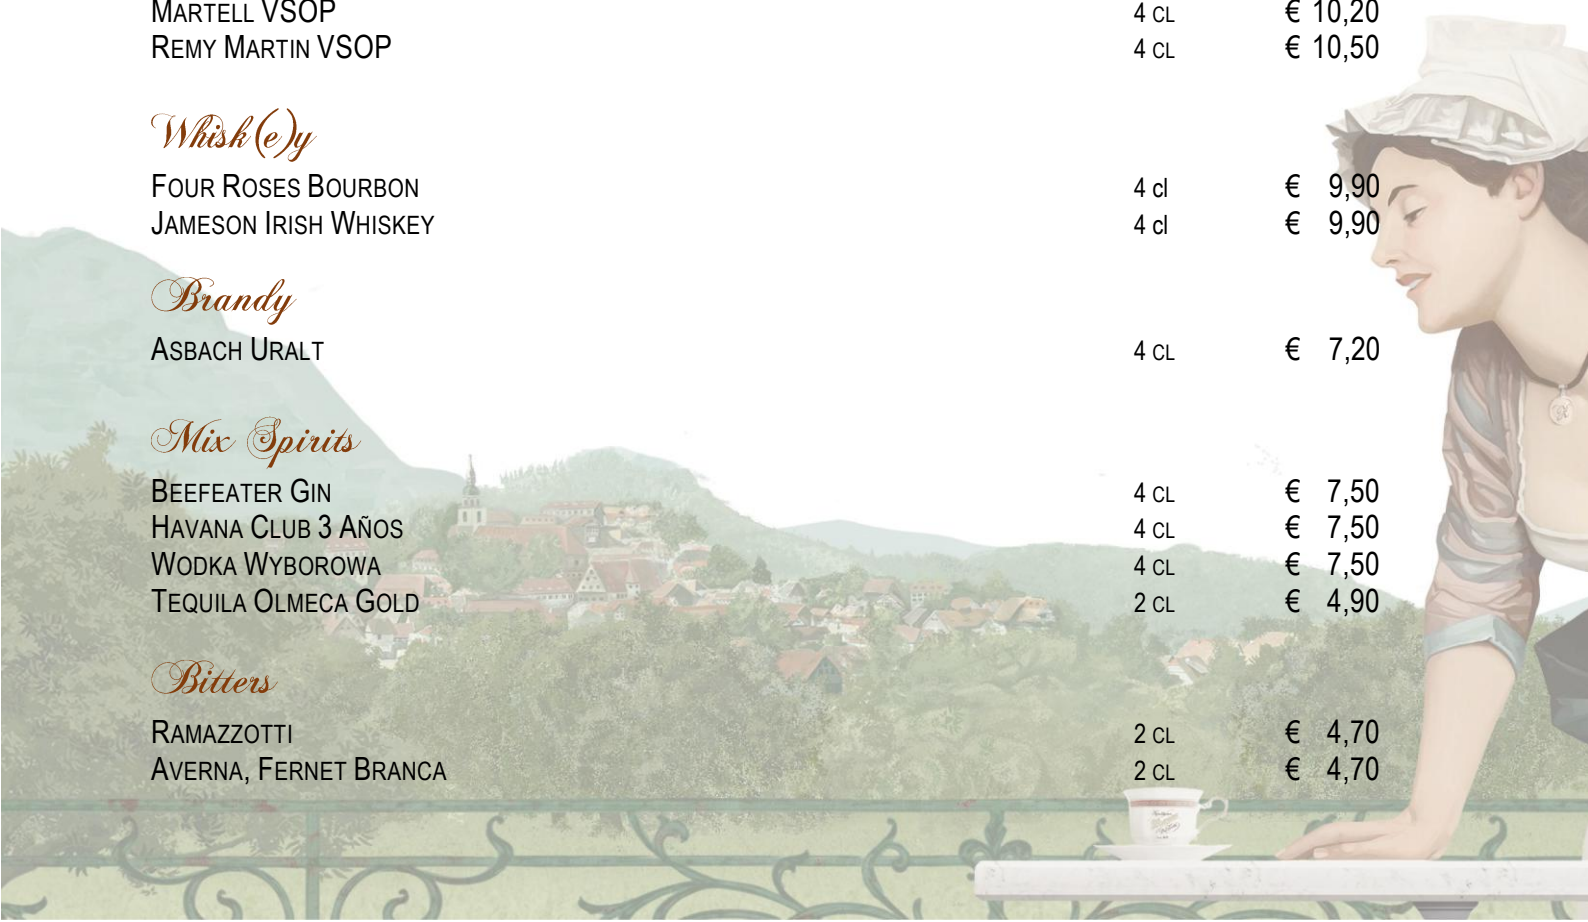 MARTELL VSOP 4 CL € 10,20
REMY MARTIN VSOP 4 CL € 10,50
Whisk(e)y
FOUR ROSES BOURBON 4 cl € 9,90
JAMESON IRISH WHISKEY 4 cl € 9,90
Brandy
ASBACH URALT 4 CL € 7,20
Mix Spirits
BEEFEATER GIN 4 CL € 7,50
HAVANA CLUB 3 AÑOS 4 CL € 7,50
WODKA WYBOROWA 4 CL € 7,50
TEQUILA OLMECA GOLD 2 CL € 4,90
Bitters
RAMAZZOTTI 2 CL € 4,70
AVERNA, FERNET BRANCA 2 CL € 4,70